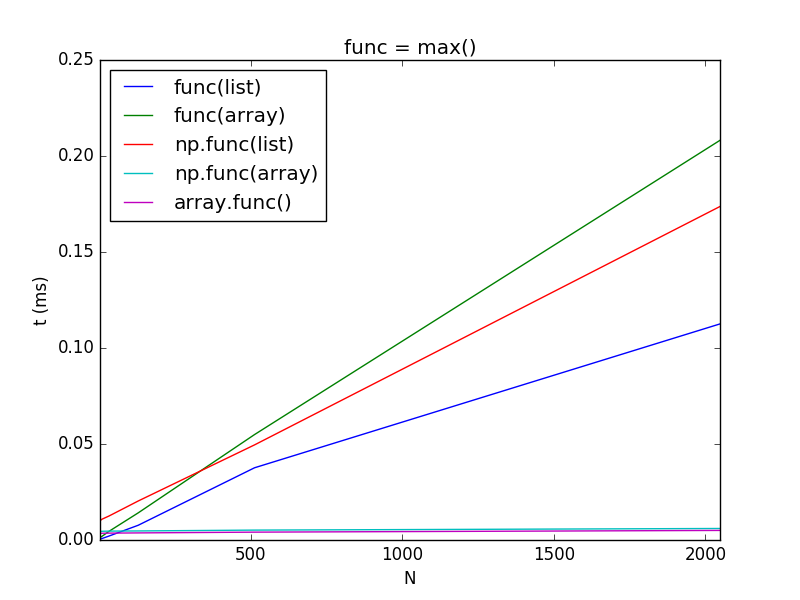 func = max()
0.25
0.20
0.15
0.10
0.05
0.00
t (ms)
func(list)
func(array)
np.func(list)
np.func(array)
array.func()
500
1000
1500
2000
N